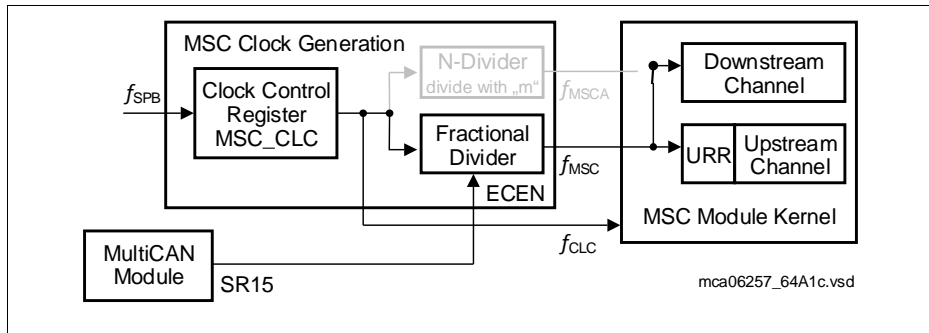 MSC Clock Generation
N-Divider
divide with „m“
fMSCA
Downstream
Channel
fSPB
Clock Control
Register
MSC_CLC
Fractional
Divider
fMSC
URR
Upstream
Channel
ECEN
MSC Module Kernel
fCLC
MultiCAN
Module
SR15
mca06257_64A1c.vsd